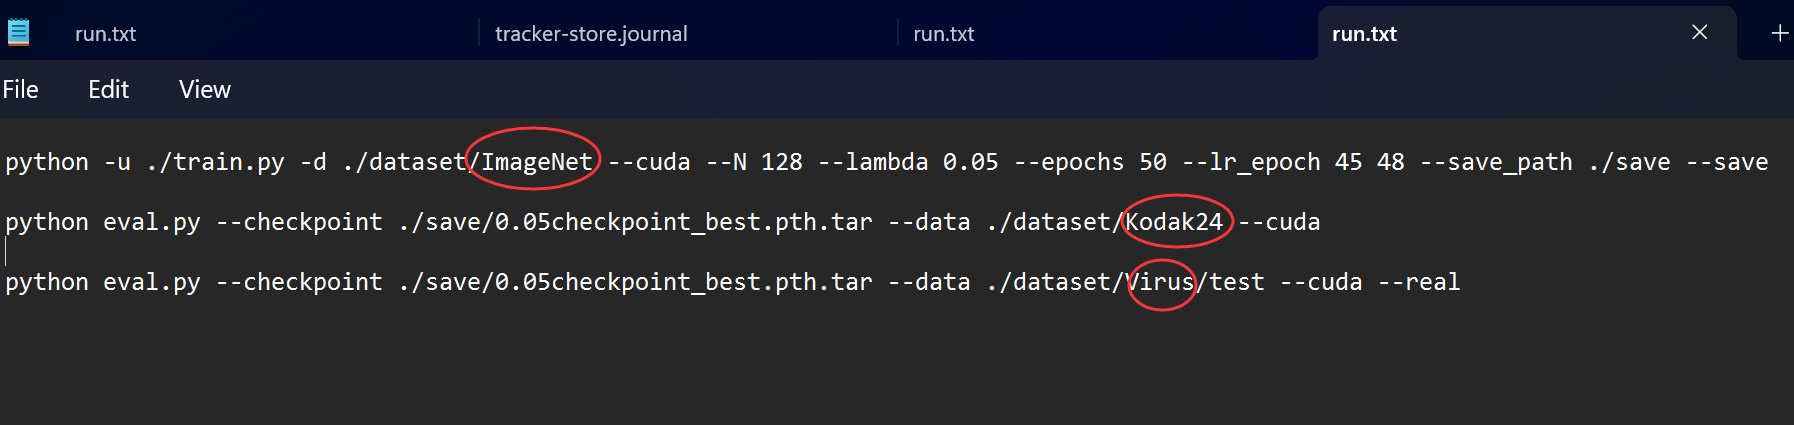 run.txt tracker-store.journal run.txt run.txt
File Edit View
python -u ./train.py -d ./dataset/ImageNet --cuda --N 128 --lambda 0.05 --epochs 50 --lr_epoch 45 48 --save_path ./save --save
python eval.py --checkpoint ./save/0.05checkpoint_best.pth.tar --data ./dataset/Kodak24 --cuda
python eval.py --checkpoint ./save/0.05checkpoint_best.pth.tar --data ./dataset/Virus/test --cuda --real